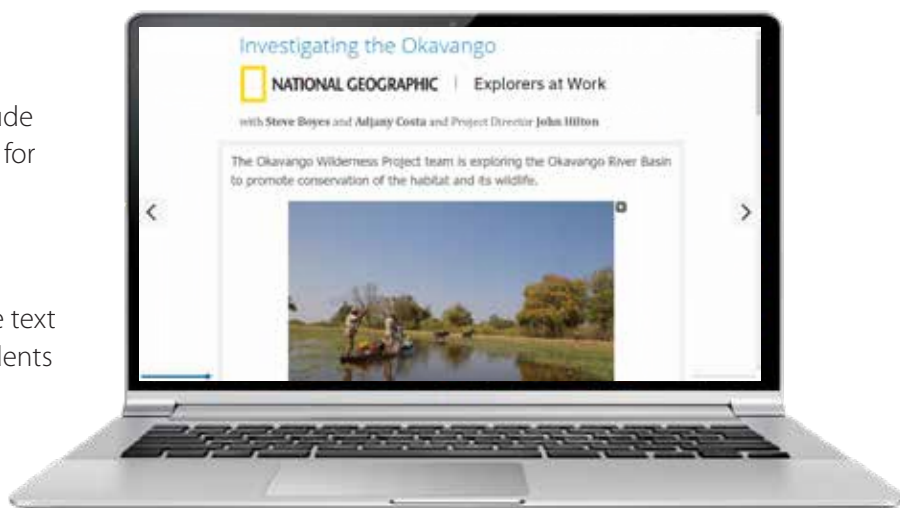 ude
for
e text
lents
Investigating the Okavango
NATIONAL GEOGRAPHIC | Explorers at Work
with Steve Boyes and Adjany Costa and Project Director John Hilton
The Okavango Wilderness Project team is exploring the Okavango River Basin
to promote conservation of the habitat and its wildlife.